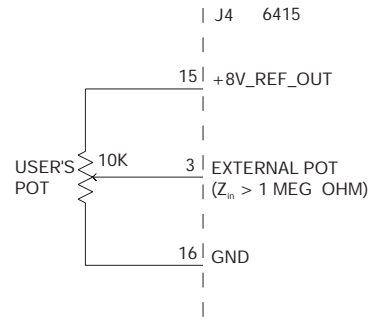 J4 6415
15 +8V_REF_OUT
10K
USER'S
POT
3 EXTERNAL POT
(Zin > 1 MEG OHM)
16 GND